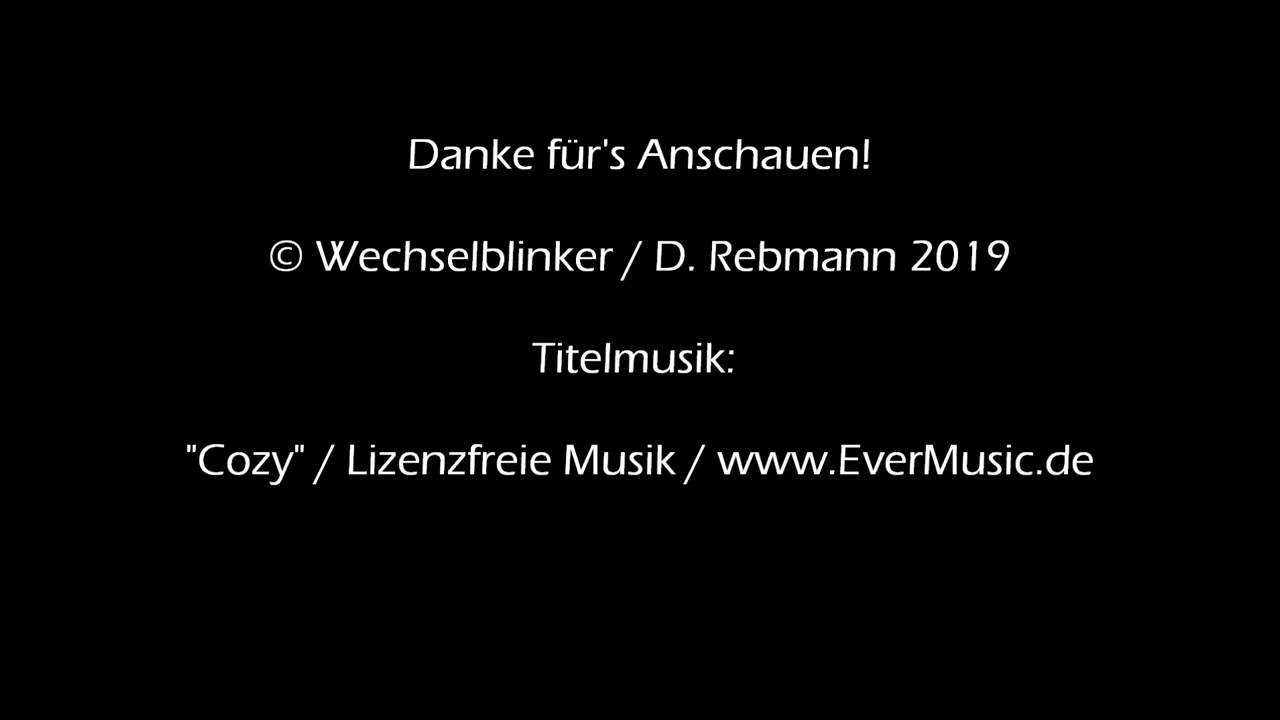 Danke für's Anschauen!
© Wechselblinker / D. Rebmann 2019
Titelmusik:
"Cozy" / Lizenzfreie Musik / www.EverMusic.de